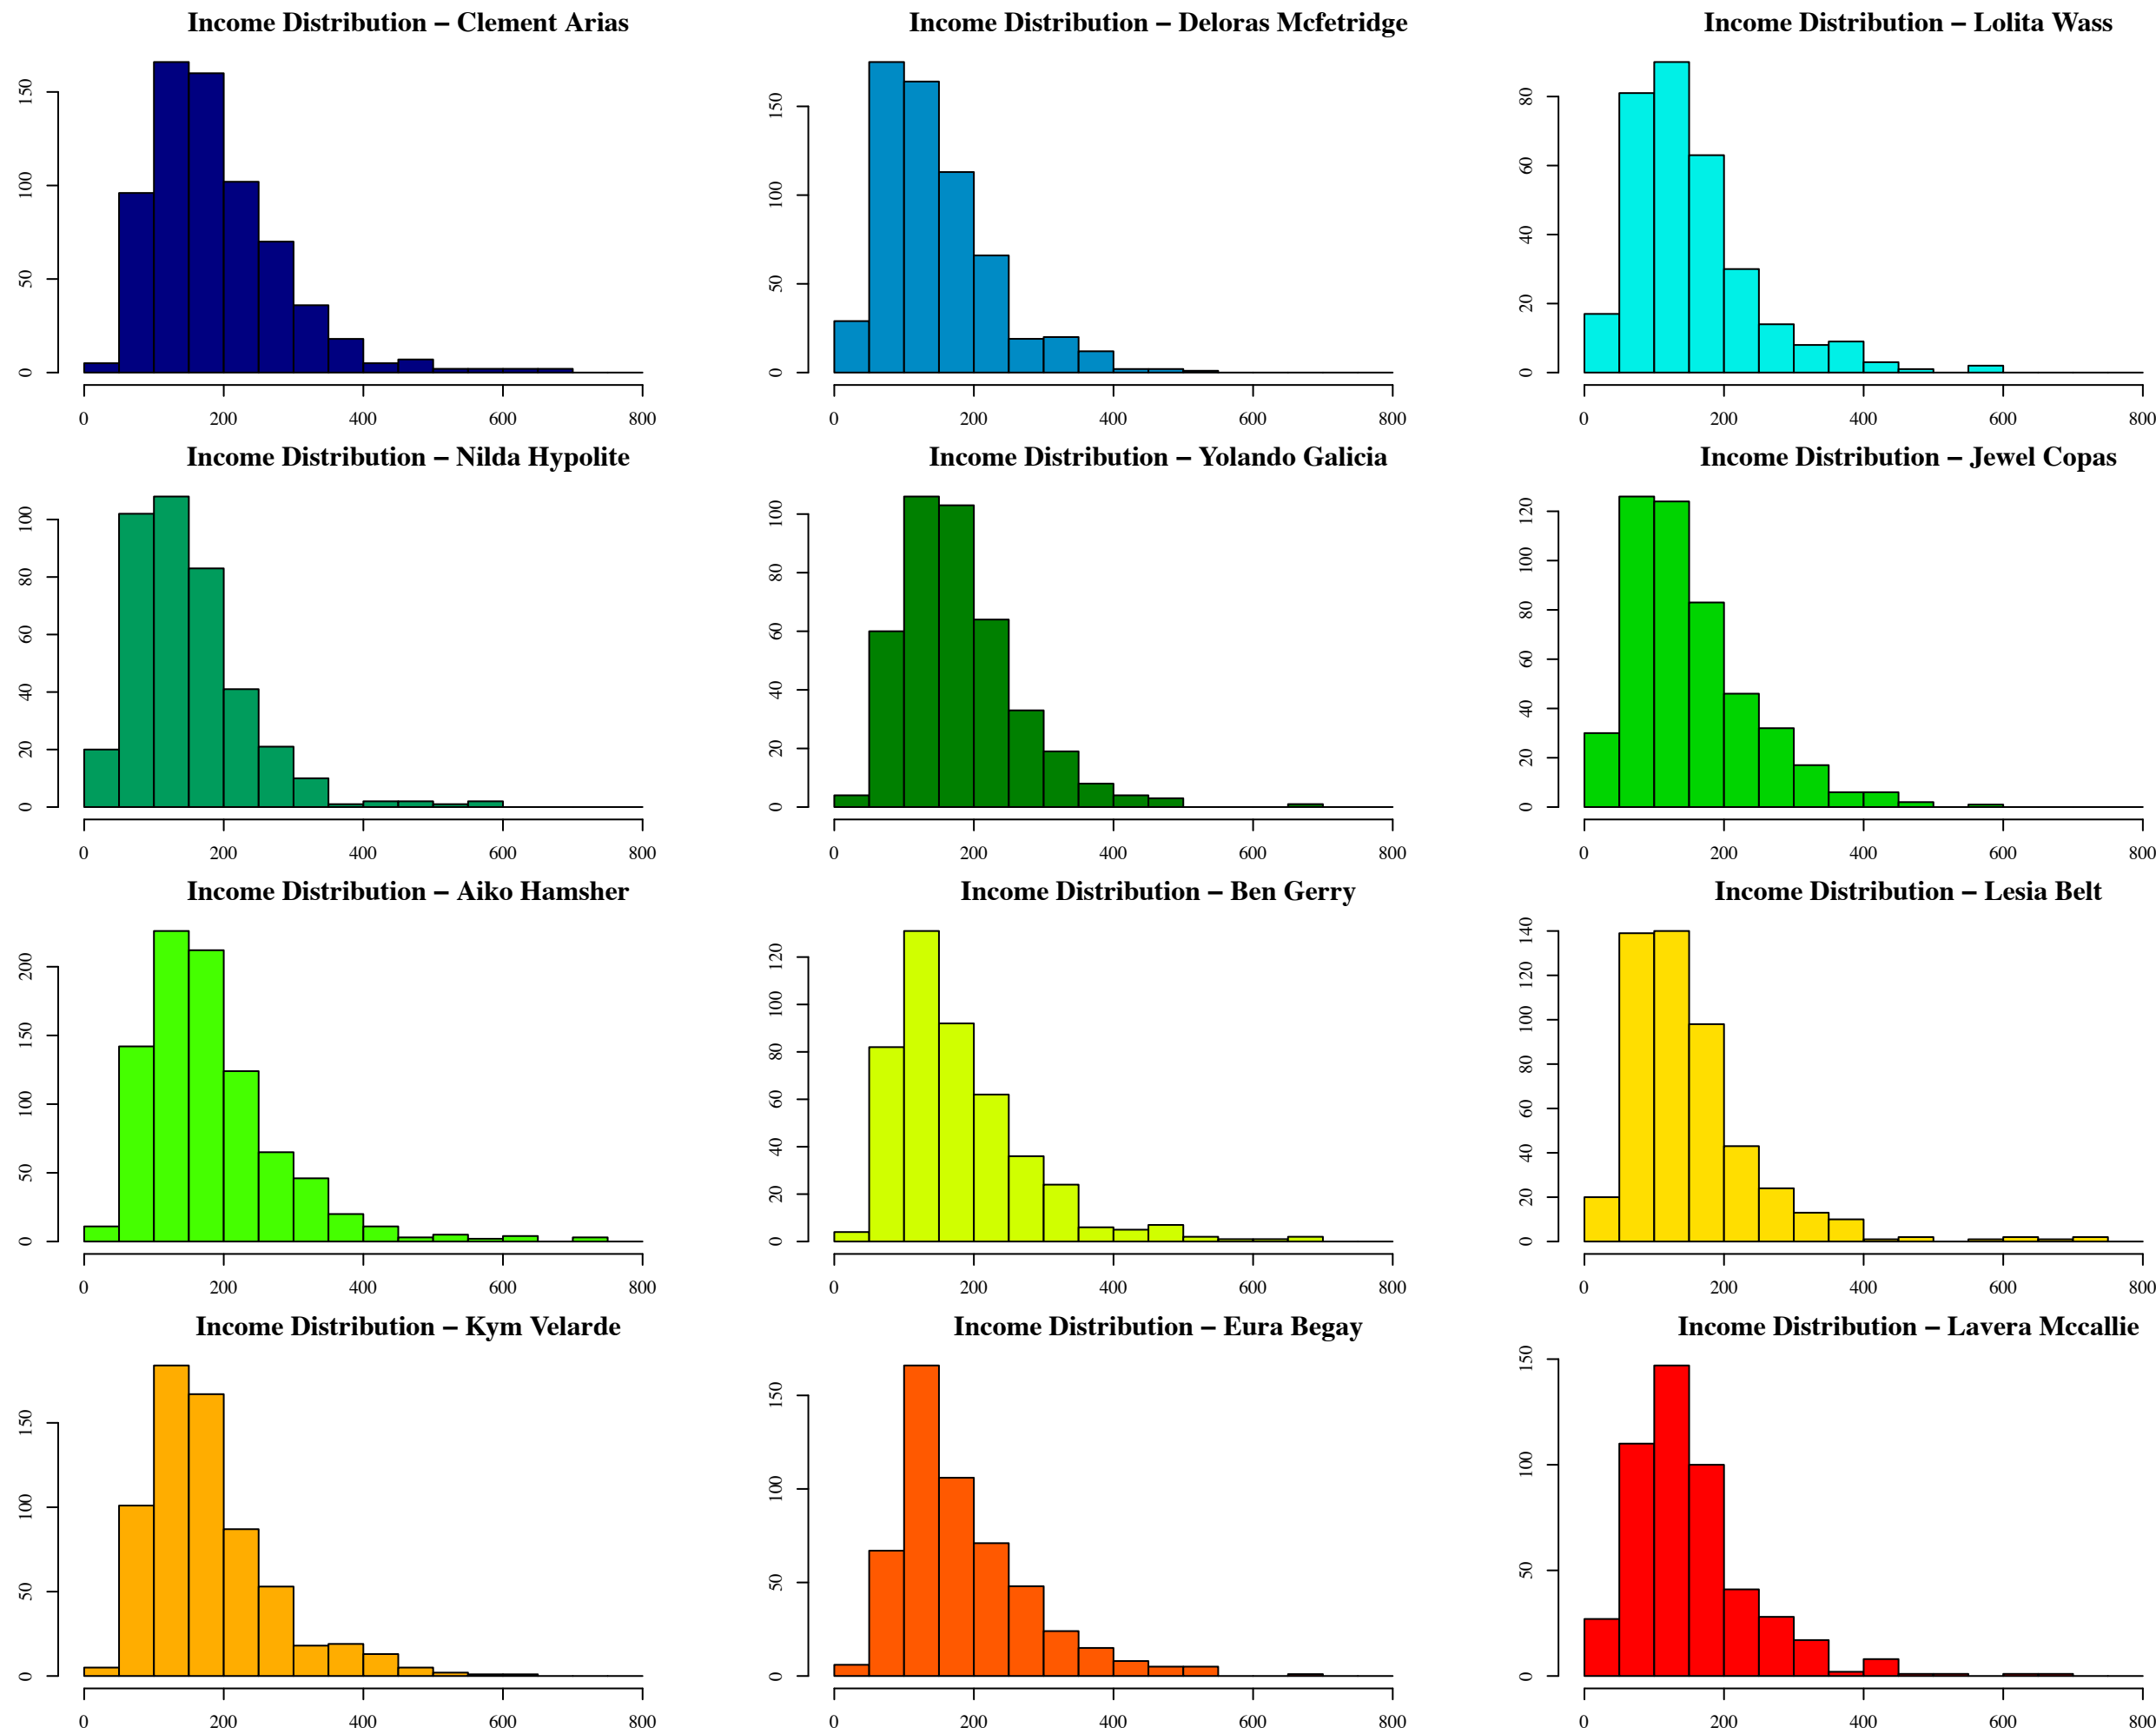 Income Distribution – Clement Arias
150
100
50
0
0 200 400 600 800
Income Distribution – Deloras Mcfetridge
150
100
50
0
0 200 400 600 800
Income Distribution – Lolita Wass
80
60
40
20
0
0 200 400 600 800
Income Distribution – Nilda Hypolite
100
80
60
40
20
0
0 200 400 600 800
Income Distribution – Yolando Galicia
100
80
60
40
20
0
0 200 400 600 800
Income Distribution – Jewel Copas
120
100
80
60
40
20
0
0 200 400 600 800
Income Distribution – Aiko Hamsher
200
150
100
50
0
0 200 400 600 800
Income Distribution – Ben Gerry
120
100
80
60
40
20
0
0 200 400 600 800
Income Distribution – Lesia Belt
140
120
100
80
60
40
20
0
0 200 400 600 800
Income Distribution – Kym Velarde
150
100
50
0
0 200 400 600 800
Income Distribution – Eura Begay
150
100
50
0
0 200 400 600 800
Income Distribution – Lavera Mccallie
150
100
50
0
0 200 400 600 800